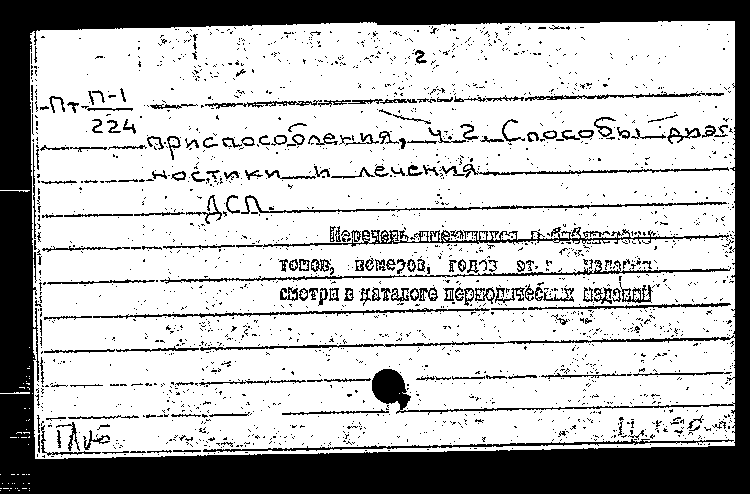 2
Пт П-1
224
приспособления, ч. 2. Способы диаг
ностики и лечения
ДСП.
Перечень имеющихся в библиотеке
томов, номеров, годов эт. г. издания
смотри в каталоге периодических изданий